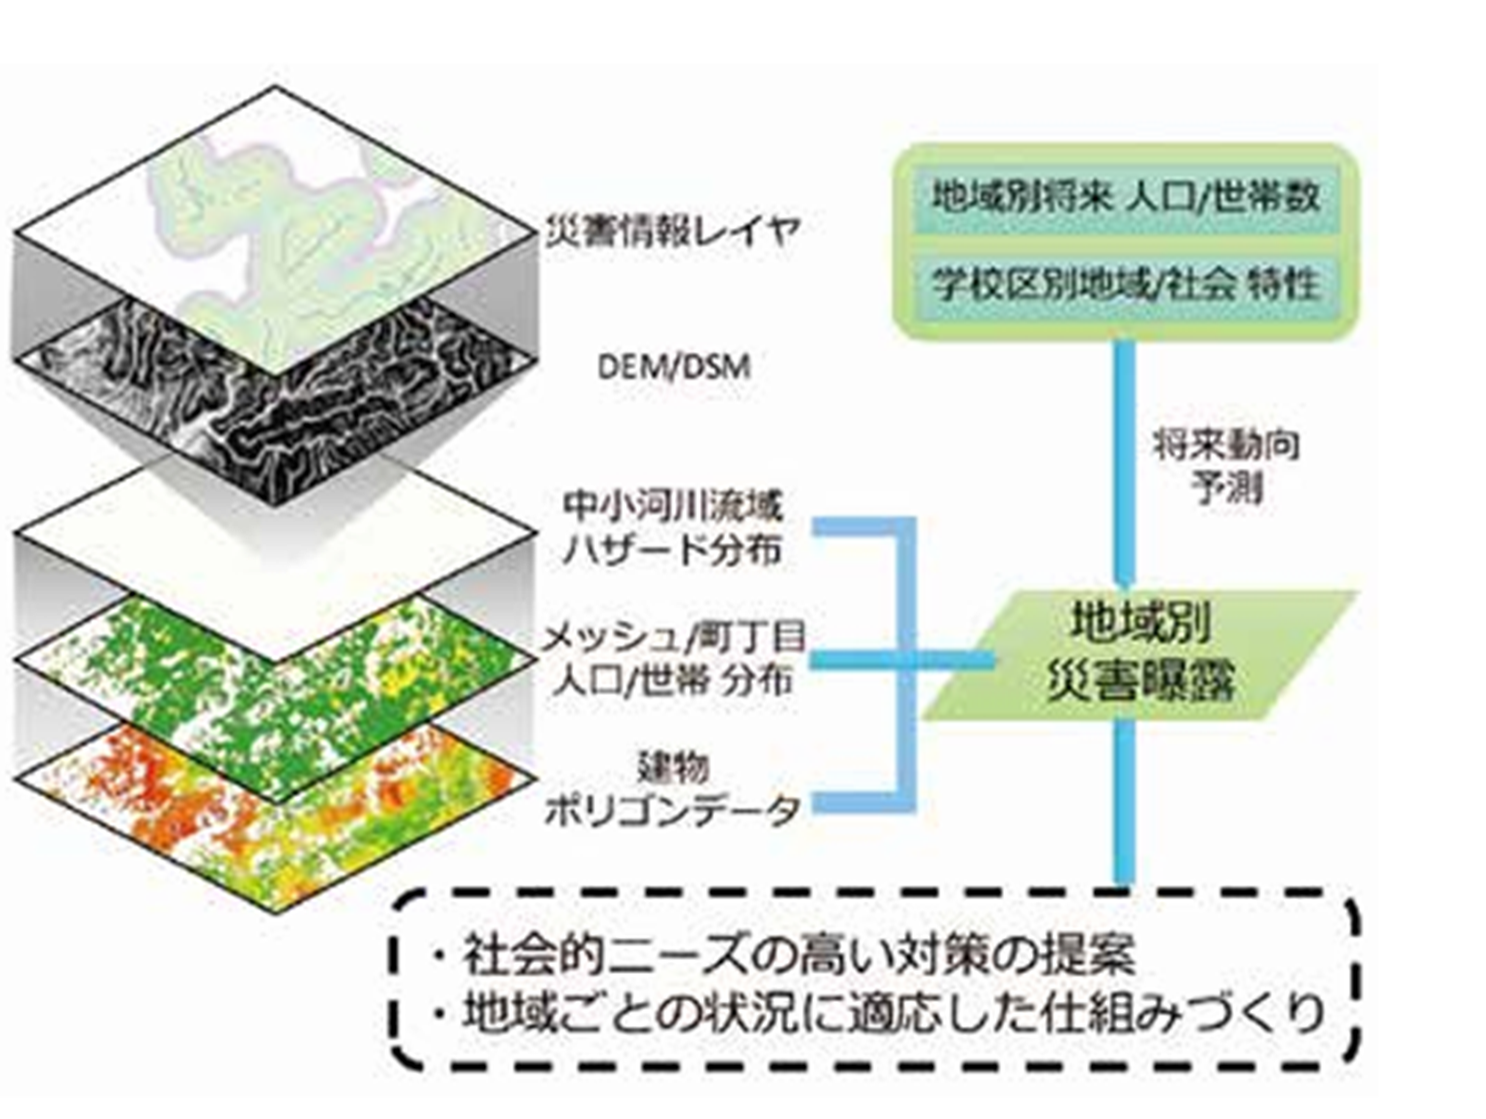 災害情報レイヤ
DEM/DSM
中小河川流域
ハザード分布
メッシュ/町丁目
人口/世帯 分布
建物
ポリゴンデータ
地域別将来 人口/世帯数
学校区別地域/社会 特性
将来動向
予測
地域別
災害曝露
・社会的ニーズの高い対策の提案
・地域ごとの状況に適応した仕組みづくり